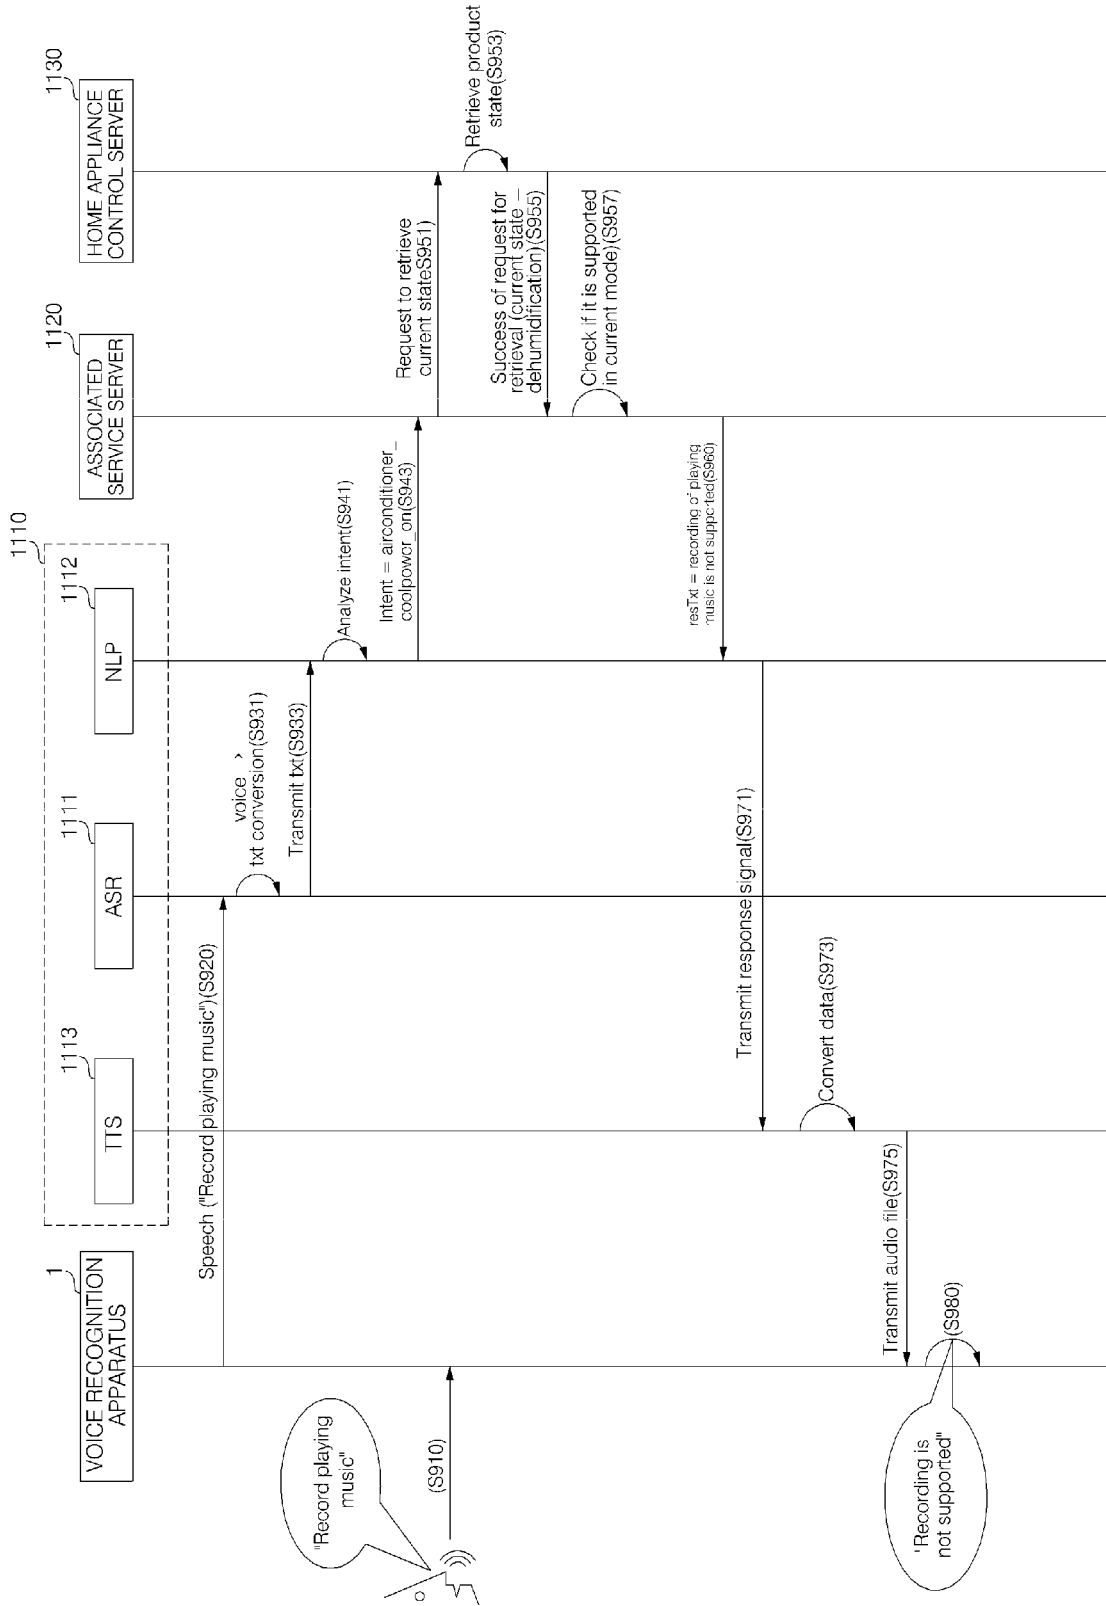 1130
HOME APPLIANCE
CONTROL SERVER
1120
ASSOCIATED
SERVICE SERVER
1110
1112
NLP
1111
ASR
1113
TTS
1
VOICE RECOGNITION
APPARATUS
"Record playing
music"
(S910)
Speech ("Record playing music")(S920)
voice >
txt conversion(S931)
Transmit txt(S933)
Analyze intent(S941)
Intent = airconditioner_
coolpower_on(S943)
Request to retrieve
current stateS951)
Retrieve product
state(S953)
Success of request for
retrieval (current state –
dehumidification)(S955)
Check if it is supported
in current mode)(S957)
resTxt = recording of playing
music is not supported(S960)
Transmit response signal(S971)
Convert data(S973)
Transmit audio file(S975)
(S980)
"Recording is
not supported"